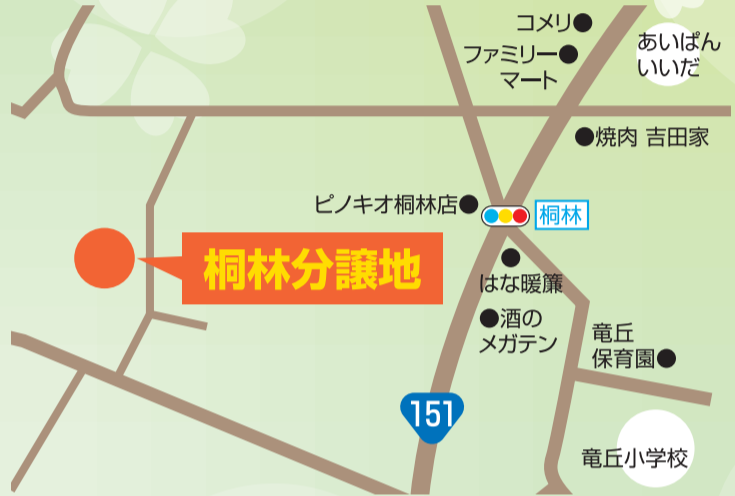 コメリ
ファミリー
マート
あいぱん
いいだ
焼肉 吉田家
ピノキオ桐林店
桐林
桐林分譲地
はな暖簾
酒の
メガテン
竜丘
保育園
151
竜丘小学校